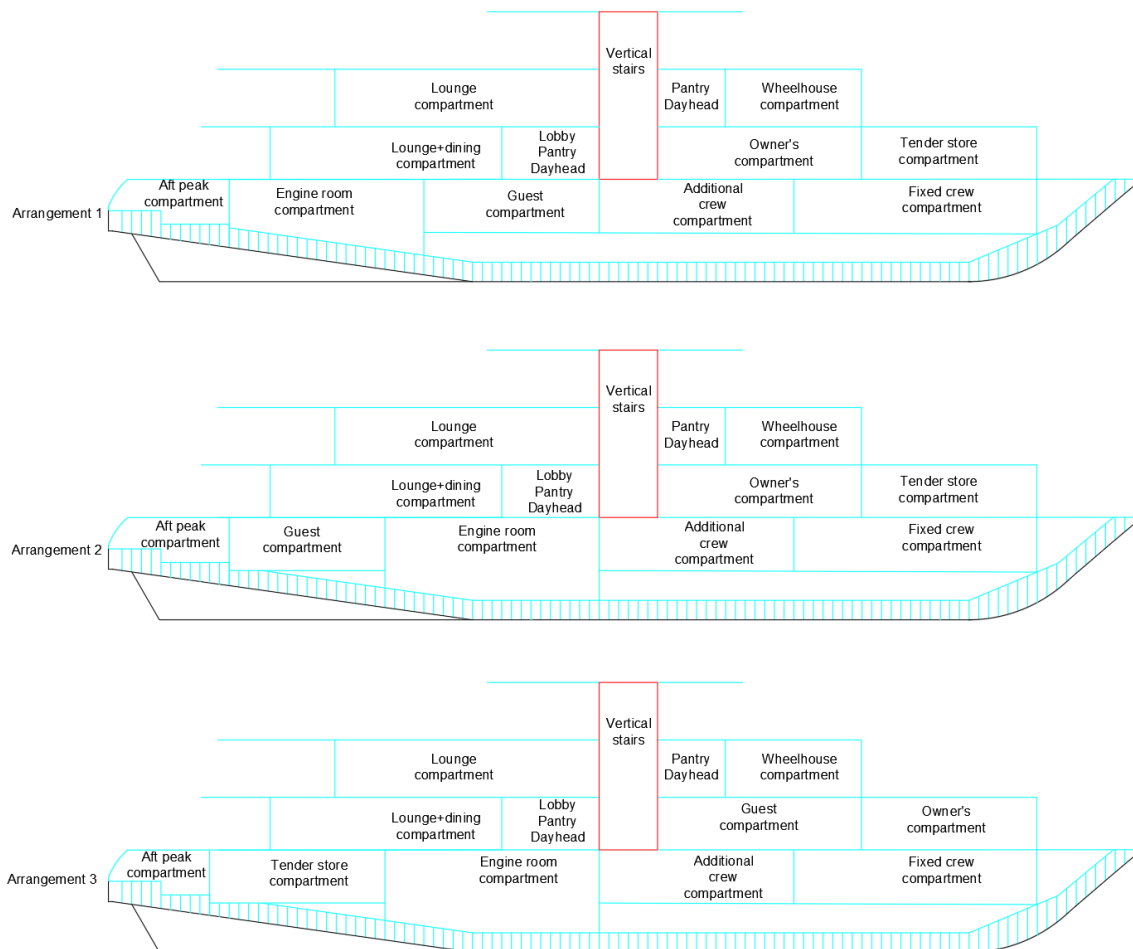 Vertical
stairs
Lounge
compartment
Pantry
Dayhead
Wheelhouse
compartment
Lounge+dining
compartment
Lobby
Pantry
Dayhead
Owner's
compartment
Tender store
compartment
Arrangement 1
Aft peak
compartment
Engine room
compartment
Guest
compartment
Additional
crew
compartment
Fixed crew
compartment
Vertical
stairs
Lounge
compartment
Pantry
Dayhead
Wheelhouse
compartment
Lounge+dining
compartment
Lobby
Pantry
Dayhead
Owner's
compartment
Tender store
compartment
Arrangement 2
Aft peak
compartment
Guest
compartment
Engine room
compartment
Additional
crew
compartment
Fixed crew
compartment
Vertical
stairs
Lounge
compartment
Pantry
Dayhead
Wheelhouse
compartment
Lounge+dining
compartment
Lobby
Pantry
Dayhead
Guest
compartment
Owner's
compartment
Arrangement 3
Aft peak
compartment
Tender store
compartment
Engine room
compartment
Additional
crew
compartment
Fixed crew
compartment